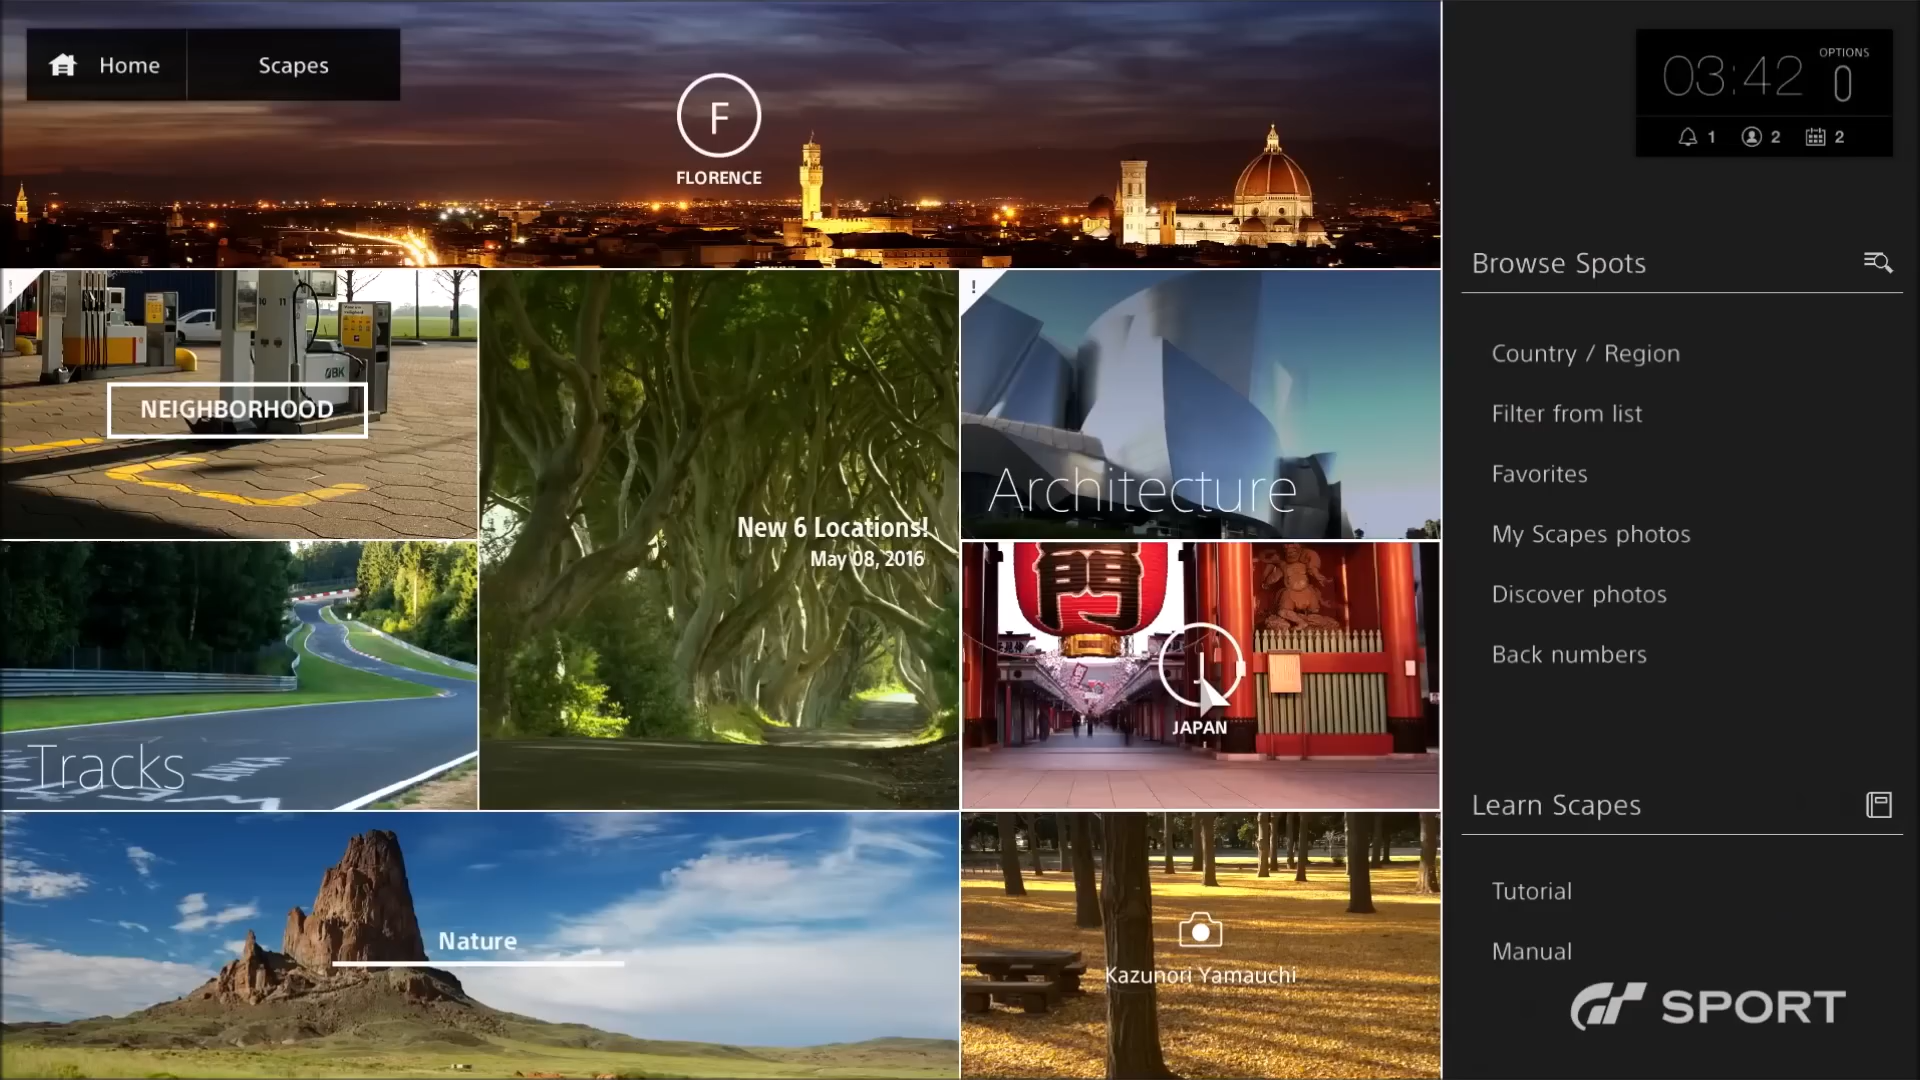 Home
Scapes
F
FLORENCE
03:42
OPTIONS
1 2 2
NEIGHBORHOOD
New 6 Locations!
May 08, 2016
!
Architecture
Tracks
門
J
JAPAN
Nature
Kazunori Yamauchi
Browse Spots
Country / Region
Filter from list
Favorites
My Scapes photos
Discover photos
Back numbers
Learn Scapes
Tutorial
Manual
GT SPORT